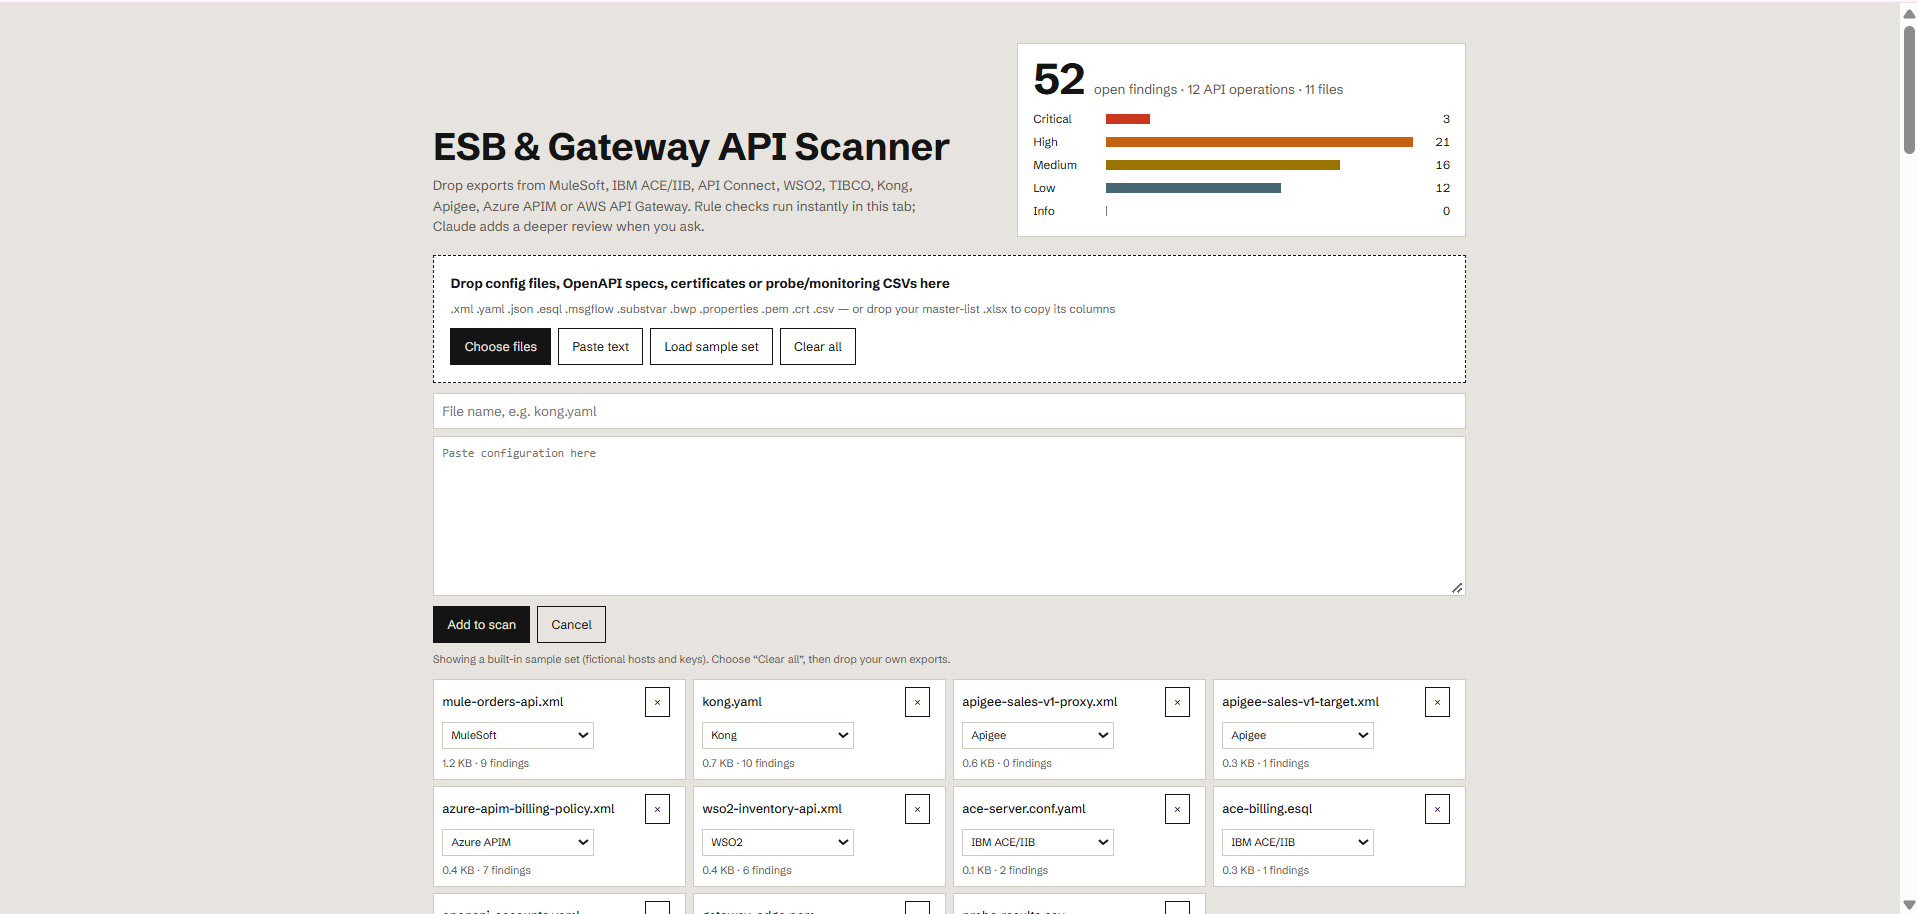 52 open findings · 12 API operations · 11 files
Critical 3
High 21
Medium 16
Low 12
Info 0
ESB & Gateway API Scanner
Drop exports from MuleSoft, IBM ACE/IIB, API Connect, WSO2, TIBCO, Kong,
Apigee, Azure APIM or AWS API Gateway. Rule checks run instantly in this tab;
Claude adds a deeper review when you ask.
Drop config files, OpenAPI specs, certificates or probe/monitoring CSVs here
.xml .yaml .json .esql .msgflow .substvar .bwp .properties .pem .crt .csv — or drop your master-list .xlsx to copy its columns
Choose files Paste text Load sample set Clear all
File name, e.g. kong.yaml
Paste configuration here
Add to scan Cancel
Showing a built-in sample set (fictional hosts and keys). Choose “Clear all”, then drop your own exports.
mule-orders-api.xml ×
MuleSoft
1.2 KB · 9 findings
kong.yaml ×
Kong
0.7 KB · 10 findings
apigee-sales-v1-proxy.xml ×
Apigee
0.6 KB · 0 findings
apigee-sales-v1-target.xml ×
Apigee
0.3 KB · 1 findings
azure-apim-billing-policy.xml ×
Azure APIM
0.4 KB · 7 findings
wso2-inventory-api.xml ×
WSO2
0.4 KB · 6 findings
ace-server.conf.yaml ×
IBM ACE/IIB
0.1 KB · 2 findings
ace-billing.esql ×
IBM ACE/IIB
0.3 KB · 1 findings